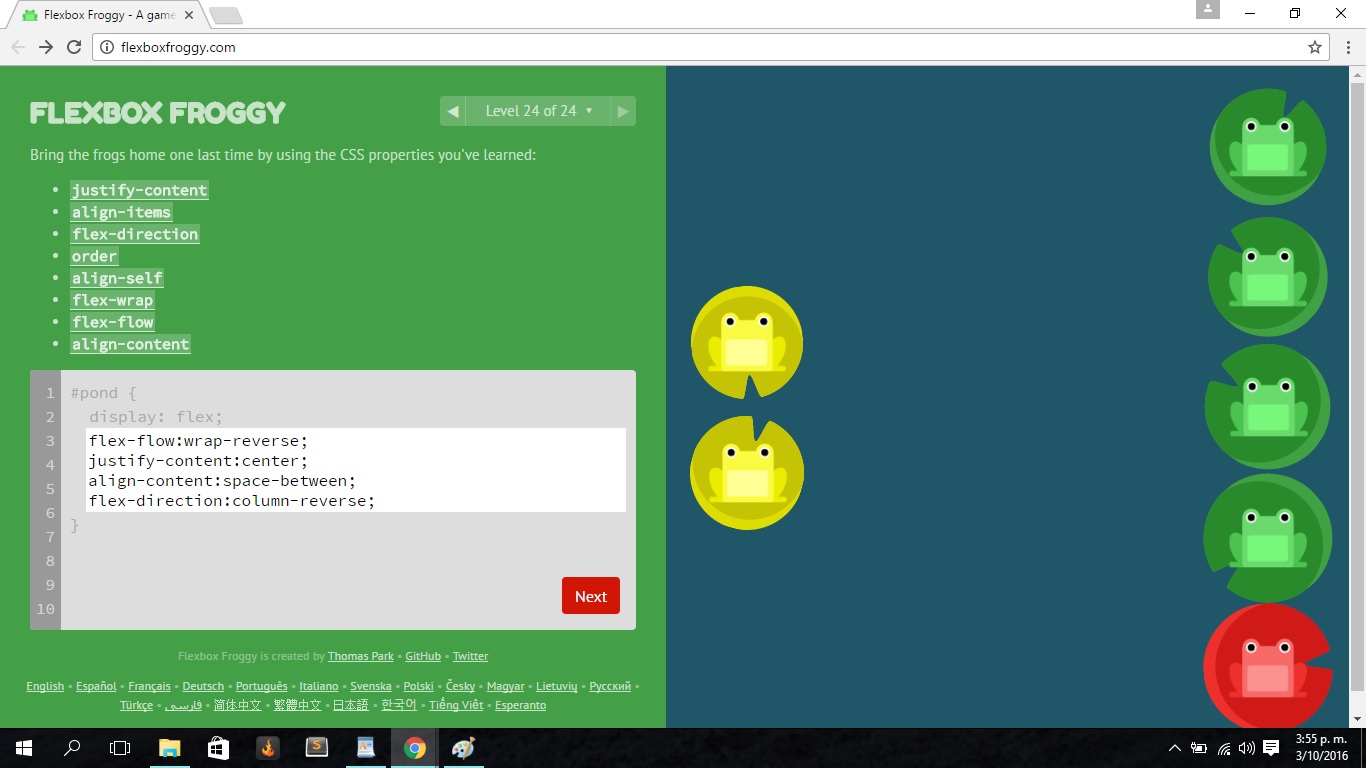 Flexbox Froggy - A game
flexboxfroggy.com
FLEXBOX FROGGY
◀ Level 24 of 24 ▼ ▶
Bring the frogs home one last time by using the CSS properties you've learned:
• justify-content
• align-items
• flex-direction
• order
• align-self
• flex-wrap
• flex-flow
• align-content
1 #pond {
2 display: flex;
3 flex-flow:wrap-reverse;
4 justify-content:center;
5 align-content:space-between;
6 flex-direction:column-reverse;
7 }
8
9
10
Next
Flexbox Froggy is created by Thomas Park • GitHub • Twitter
English • Español • Français • Deutsch • Português • Italiano • Svenska • Polski • Česky • Magyar • Lietuvių • Русский •
Türkçe • فارسی • 简体中文 • 繁體中文 • 日本語 • 한국어 • Tiếng Việt • Esperanto
3:55 p. m.
3/10/2016